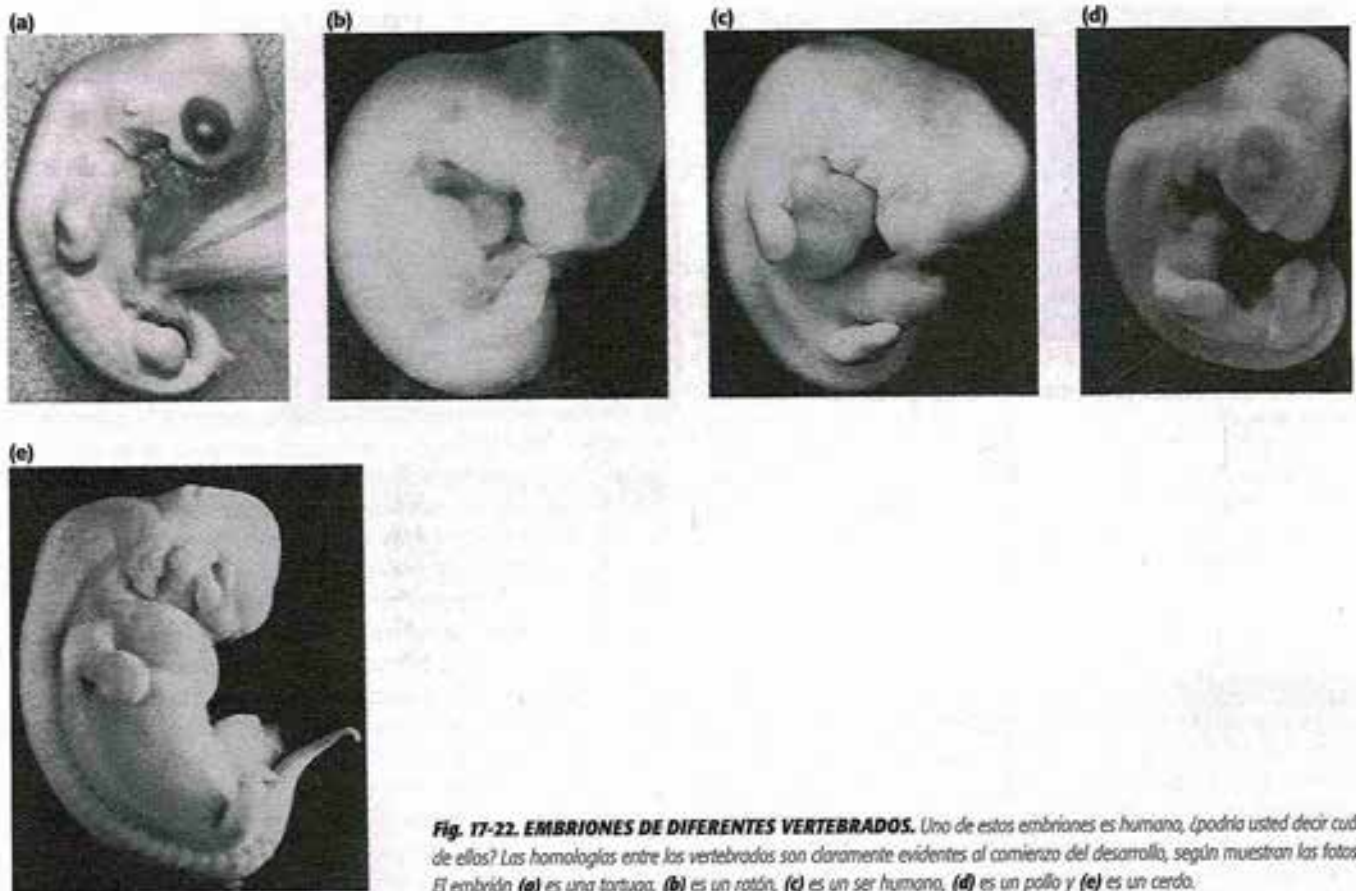 (a)
(b)
(c)
(d)
(e)
Fig. 17-22. EMBRIONES DE DIFERENTES VERTEBRADOS. Uno de estos embriones es humano, ¿podría usted decir cuál
de ellos? Las homologías entre los vertebrados son claramente evidentes al comienzo del desarrollo, según muestran las fotos.
El embrión (a) es una tortuga, (b) es un ratón, (c) es un ser humano, (d) es un pollo y (e) es un cerdo.